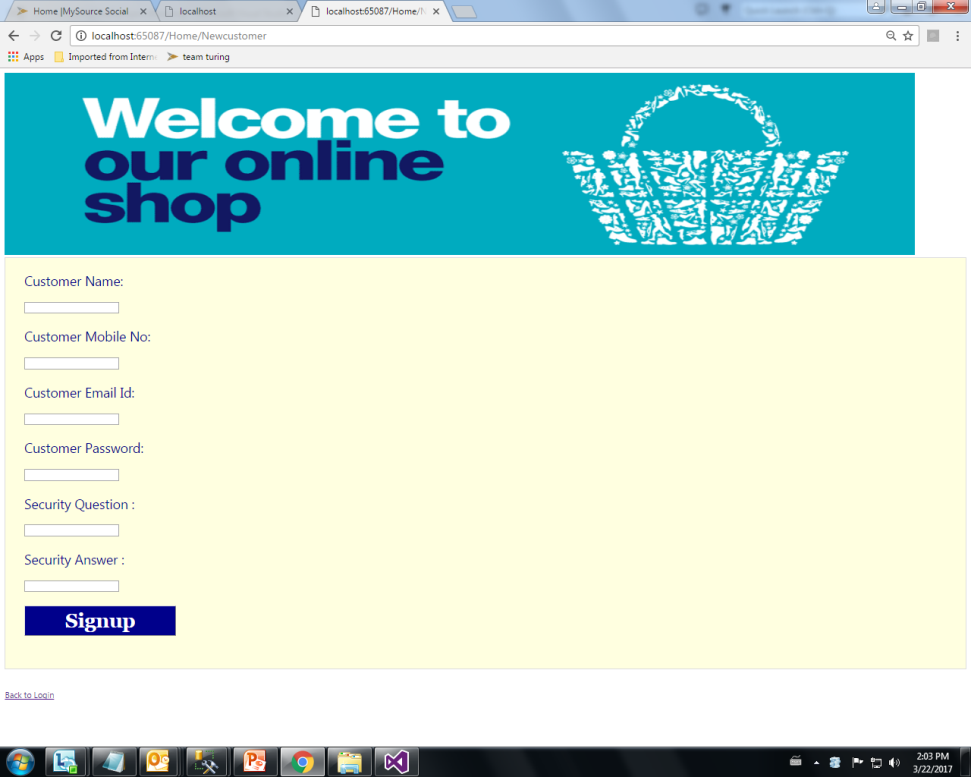 Home |MySource Social
localhost
localhost:65087/Home/N
localhost:65087/Home/Newcustomer
Apps
Imported from Intern
team turing
Welcome to
our online
shop
Customer Name:
Customer Mobile No:
Customer Email Id:
Customer Password:
Security Question :
Security Answer :
Signup
Back to Login
2:03 PM
3/22/2017